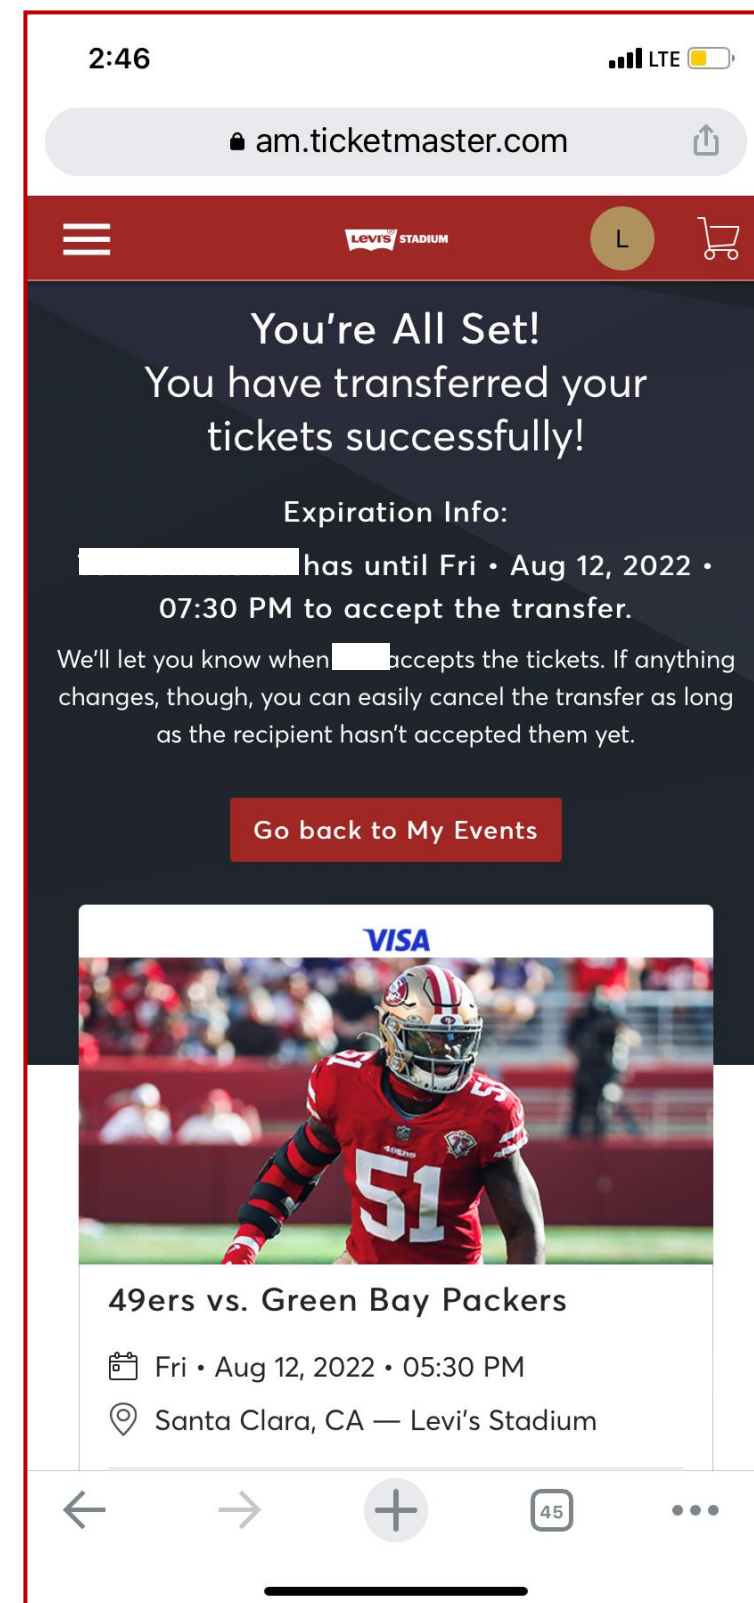 2:46
LTE
am.ticketmaster.com
LEVI'S STADIUM
L
You're All Set!
You have transferred your
tickets successfully!
Expiration Info:
has until Fri • Aug 12, 2022 •
07:30 PM to accept the transfer.
We'll let you know when accepts the tickets. If anything
changes, though, you can easily cancel the transfer as long
as the recipient hasn't accepted them yet.
Go back to My Events
VISA
51
49ERS
51
49ers vs. Green Bay Packers
Fri • Aug 12, 2022 • 05:30 PM
Santa Clara, CA — Levi's Stadium
45